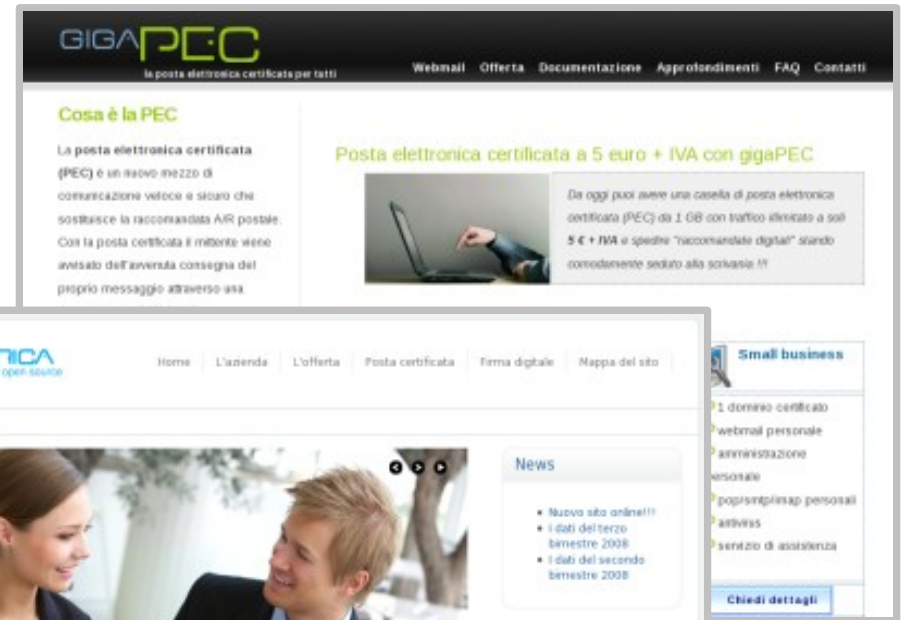 GIGAPEC
la posta elettronica certificata per tutti
Webmail Offerta Documentazione Approfondimenti FAQ Contatti
Cosa è la PEC
La posta elettronica certificata
(PEC) è un nuovo mezzo di
comunicazione veloce e sicuro che
sostituisce la raccomandata A/R postale.
Con la posta certificata il mittente viene
avvisato dell'avvenuta consegna del
proprio messaggio attraverso una
Posta elettronica certificata a 5 euro + IVA con gigaPEC
Da oggi puoi avere una casella di posta elettronica
certificata (PEC) da 1 GB con traffico illimitato a soli
5 € + IVA e spedire "raccomandate digitali" stando
comodamente seduto alla scrivania !!!
Small business
1 dominio certificato
webmail personale
amministrazione
personale
pop/smtp/imap personali
antivirus
servizio di assistenza
Chiedi dettagli
open source
Home L'azienda L'offerta Posta certificata Firma digitale Mappa del sito
News
Nuovo sito online!!!
I dati del terzo
bimestre 2008
I dati del secondo
bimestre 2008